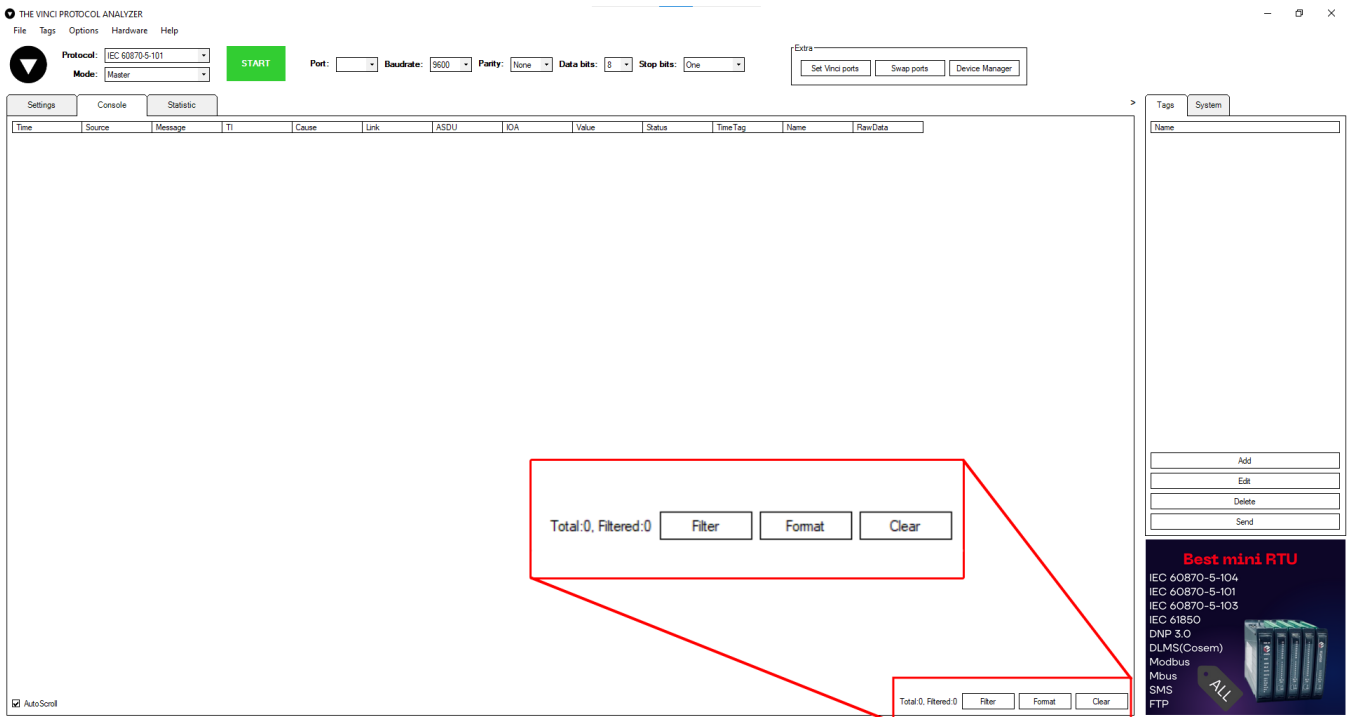 THE VINCI PROTOCOL ANALYZER
File Tags Options Hardware Help
Protocol: IEC 60870-5-101
Mode: Master
START
Port: Baudrate: 9600 Parity: None Data bits: 8 Stop bits: One
Extra
Set Vinci ports Swap ports Device Manager
Settings Console Statistic >
Time Source Message TI Cause Link ASDU IOA Value Status TimeTag Name RawData
Total:0, Filtered:0 Filter Format Clear
AutoScroll
Total:0, Filtered:0 Filter Format Clear
Tags System
Name
Add
Edit
Delete
Send
Best mini RTU
IEC 60870-5-104
IEC 60870-5-101
IEC 60870-5-103
IEC 61850
DNP 3.0
DLMS(Cosem)
Modbus
Mbus
SMS
FTP
ALL